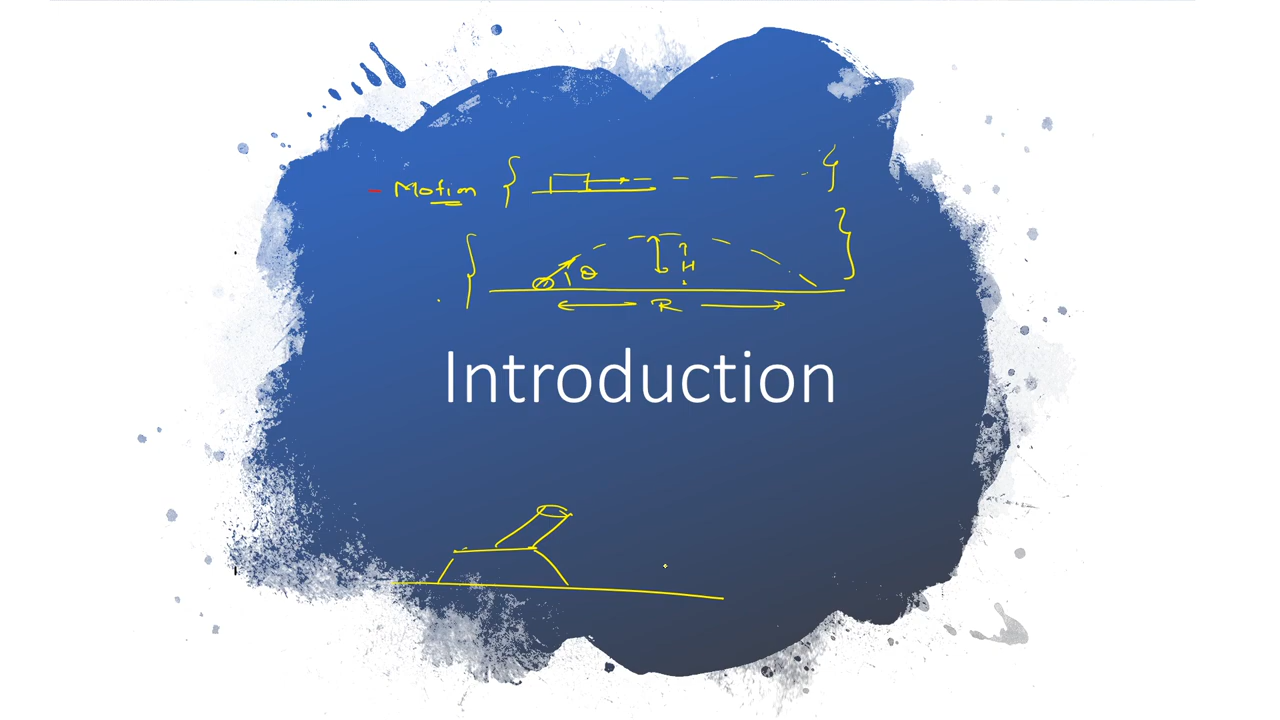 - Motion
θ
H
R
Introduction